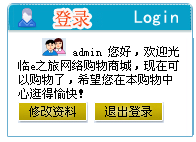 登录 Login
admin 您好，欢迎光
临e之旅网络购物商城，现在可
以购物了，希望您在本购物中
心逛得愉快！
修改资料 退出登录